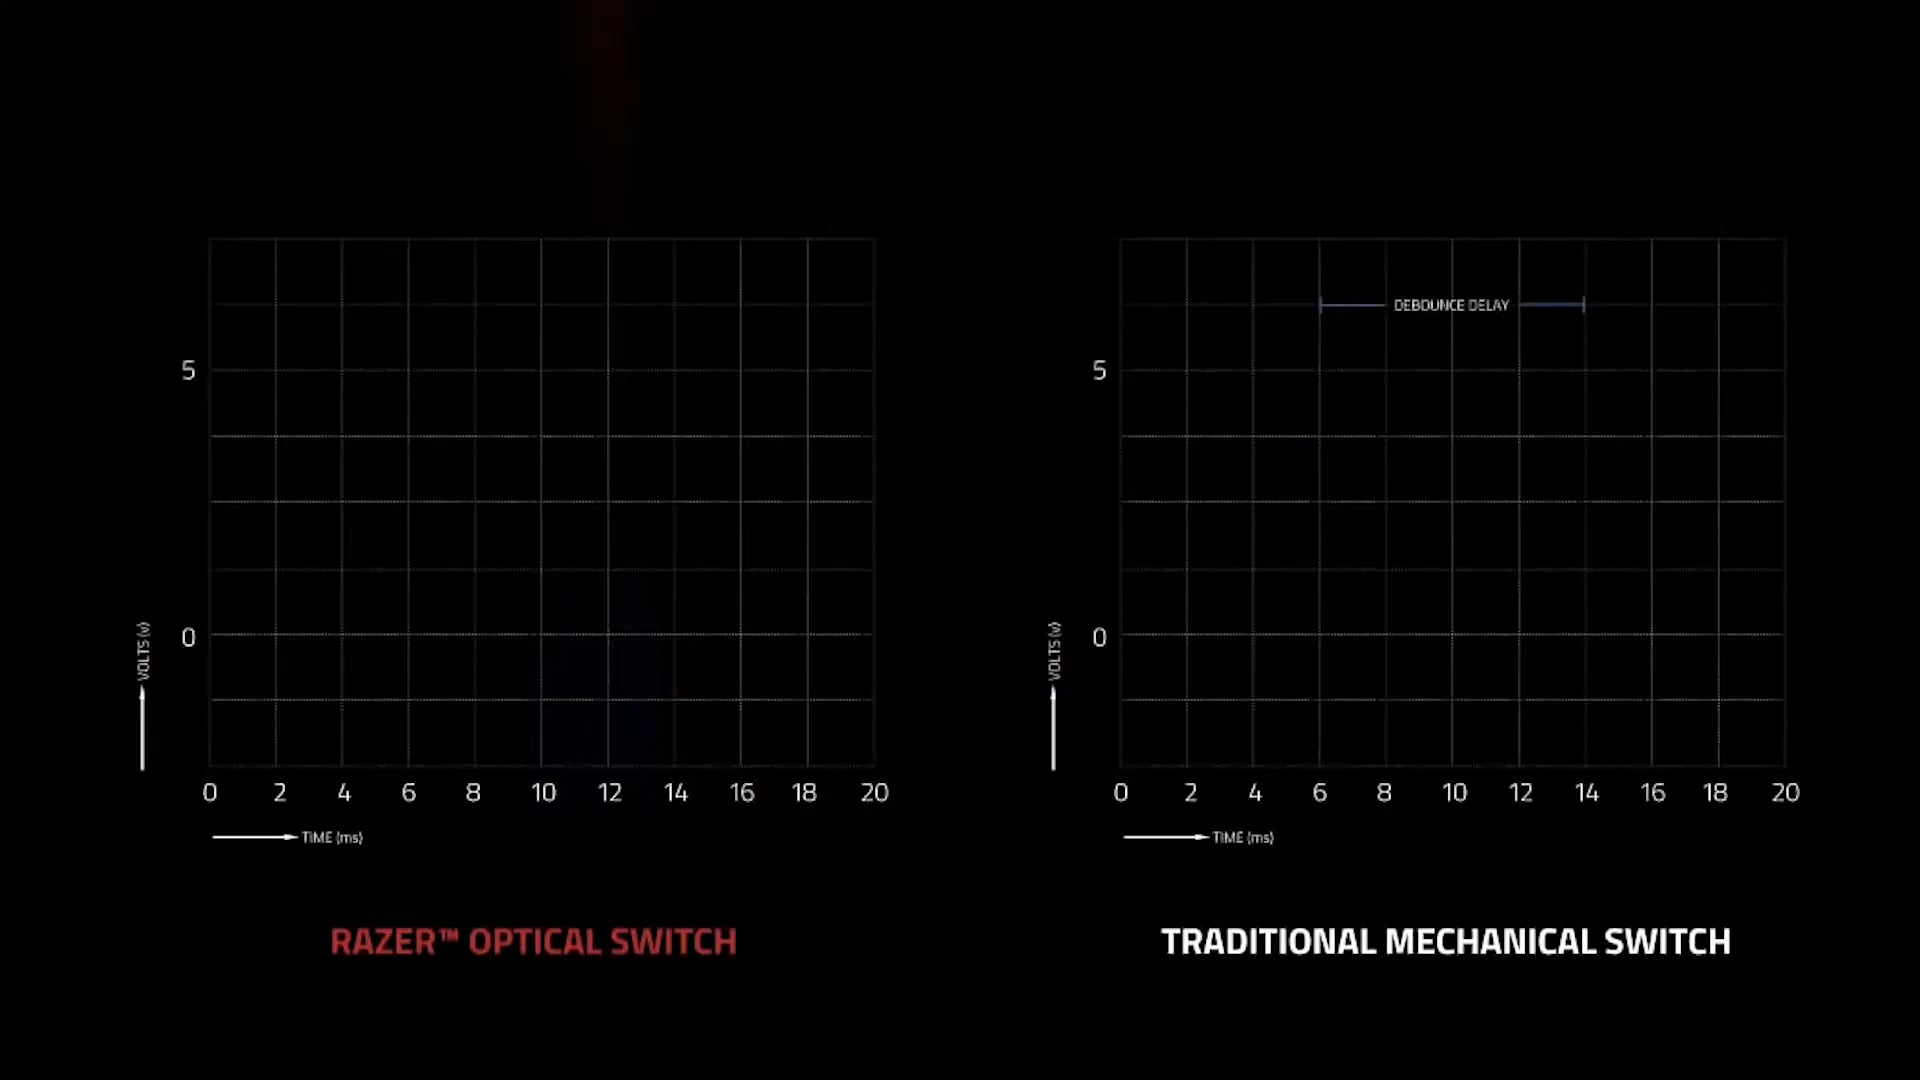 DEBOUNCE DELAY
5
5
0
0
VOLTS (v)
VOLTS (v)
0 2 4 6 8 10 12 14 16 18 20
0 2 4 6 8 10 12 14 16 18 20
TIME (ms)
TIME (ms)
RAZER™ OPTICAL SWITCH
TRADITIONAL MECHANICAL SWITCH